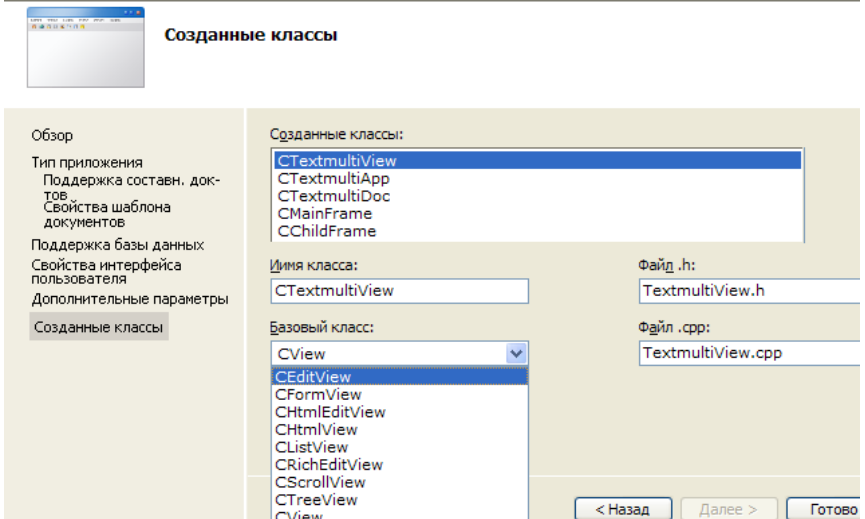 Созданные классы
Обзор
Тип приложения
Поддержка составн. док-
тов
Свойства шаблона
документов
Поддержка базы данных
Свойства интерфейса
пользователя
Дополнительные параметры
Созданные классы
Созданные классы:
CTextmultiView
CTextmultiApp
CTextmultiDoc
CMainFrame
CChildFrame
Иимя класса:
Файл .h:
CTextmultiView
TextmultiView.h
Базовый класс:
Файл .cpp:
CView
TextmultiView.cpp
CEditView
CFormView
CHtmlEditView
CHtmlView
CListView
CRichEditView
CScrollView
CTreeView
CView
< Назад
Далее >
Готово